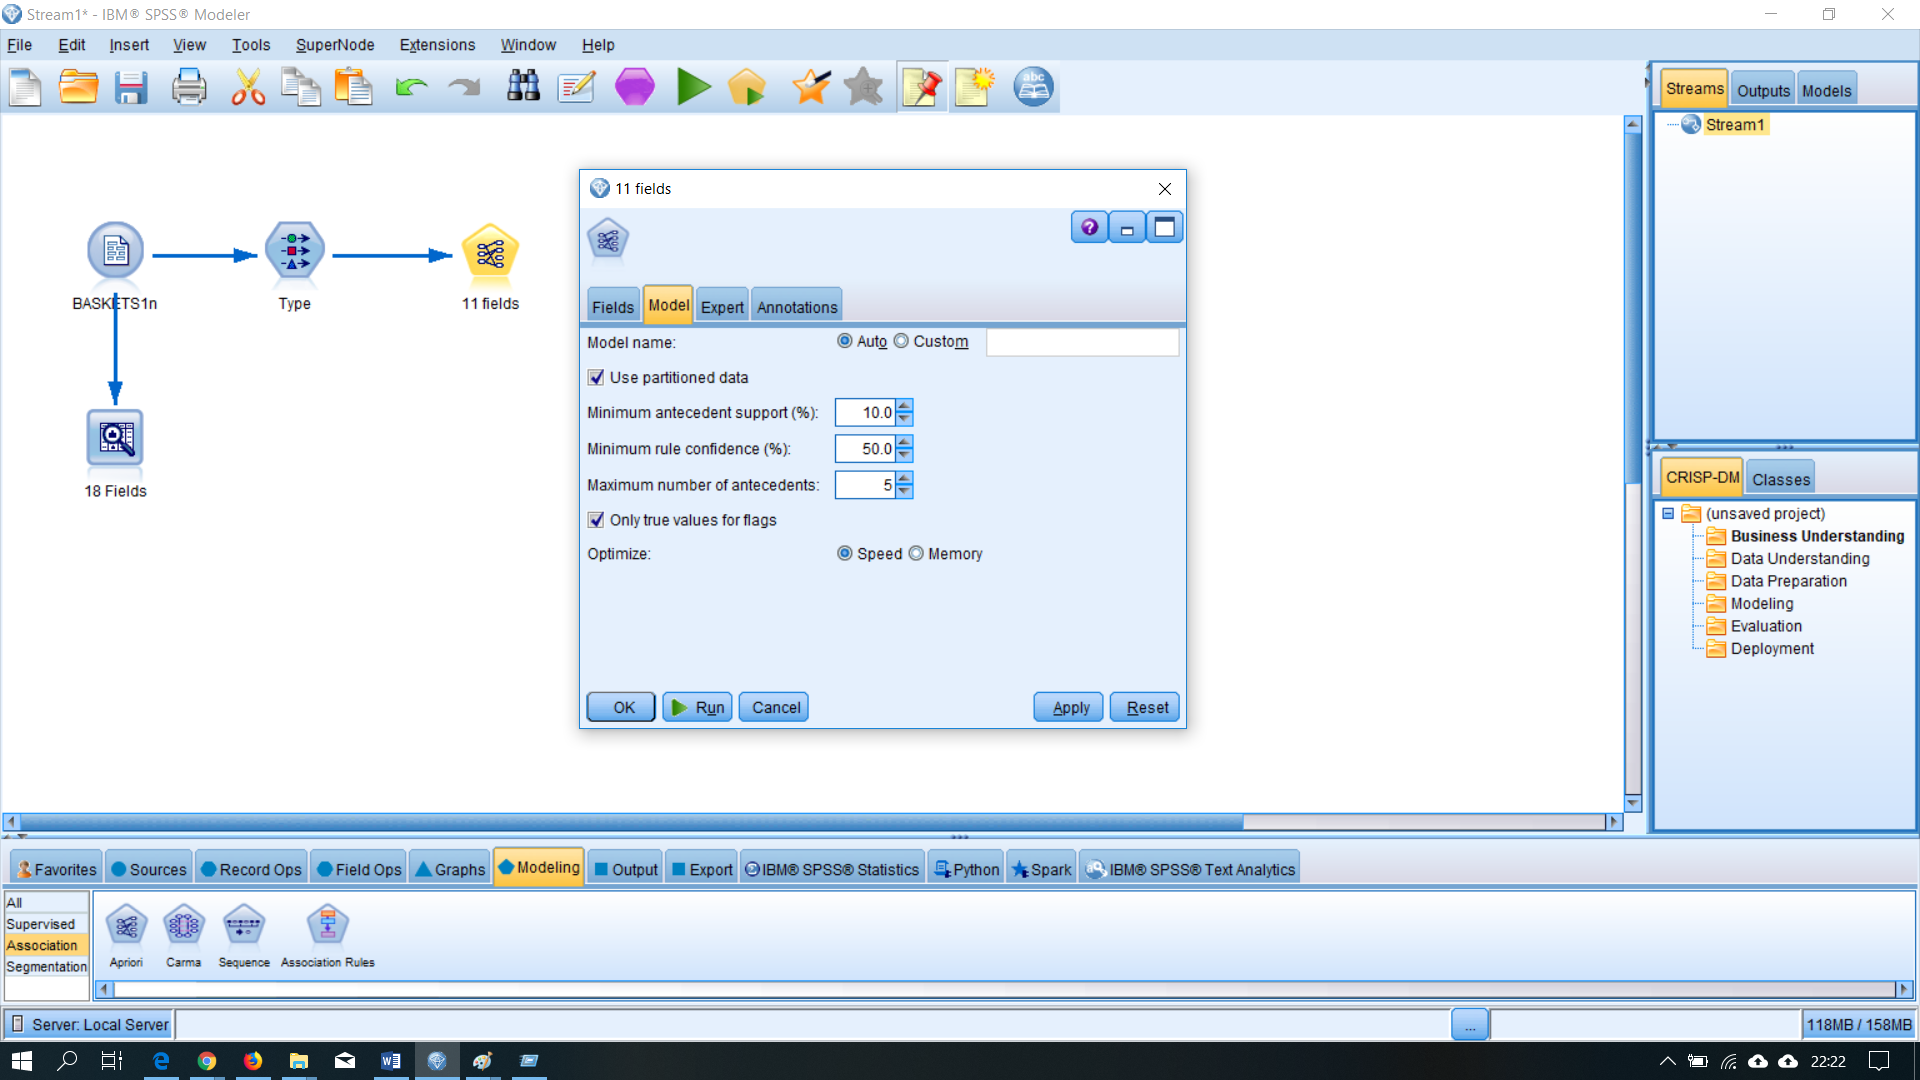 Stream1* - IBM® SPSS® Modeler
File Edit Insert View Tools SuperNode Extensions Window Help
abc
Streams Outputs Models
Stream1
BASKETS1n
Type
11 fields
18 Fields
11 fields
?
Fields Model Expert Annotations
Model name: Auto Custom
Use partitioned data
Minimum antecedent support (%): 10.0
Minimum rule confidence (%): 50.0
Maximum number of antecedents: 5
Only true values for flags
Optimize: Speed Memory
OK Run Cancel Apply Reset
CRISP-DM Classes
(unsaved project)
Business Understanding
Data Understanding
Data Preparation
Modeling
Evaluation
Deployment
Favorites Sources Record Ops Field Ops Graphs Modeling Output Export IBM® SPSS® Statistics Python Spark IBM® SPSS® Text Analytics
All
Supervised
Association
Segmentation
Apriori Carma Sequence Association Rules
Server: Local Server ... 118MB / 158MB
22:22